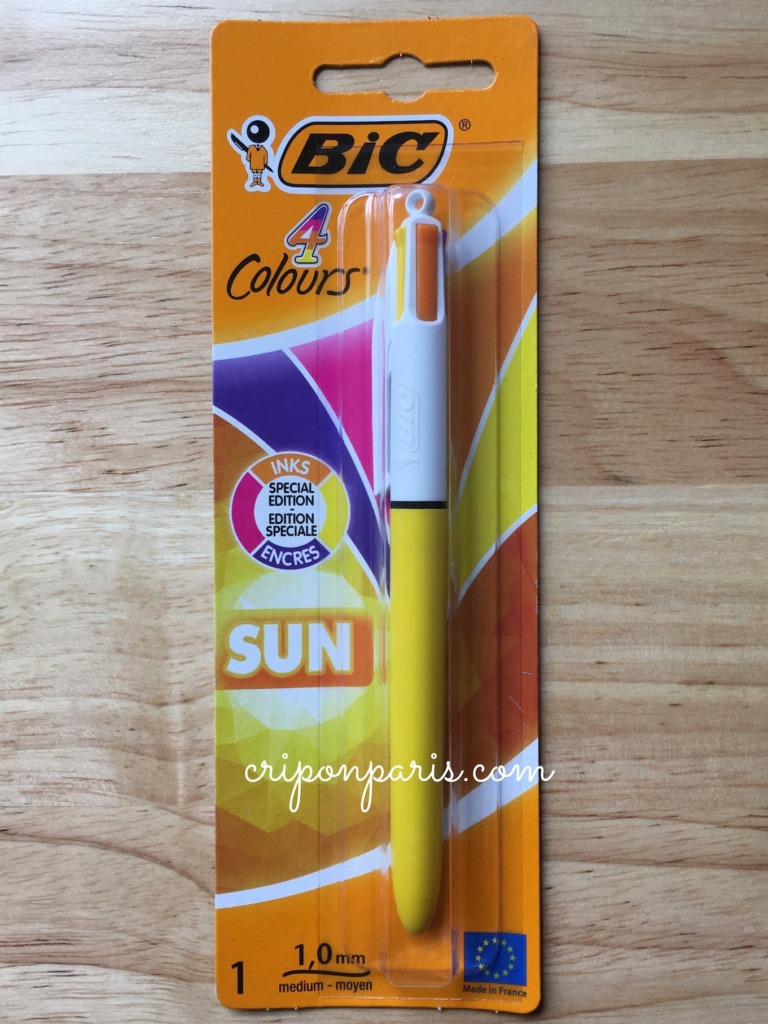 BiC®
4
Colours®
BIC
INKS
SPECIAL
EDITION
-
EDITION
SPECIALE
ENCRES
SUN
criponparis.com
1
1,0 mm
medium - moyen
Made in France